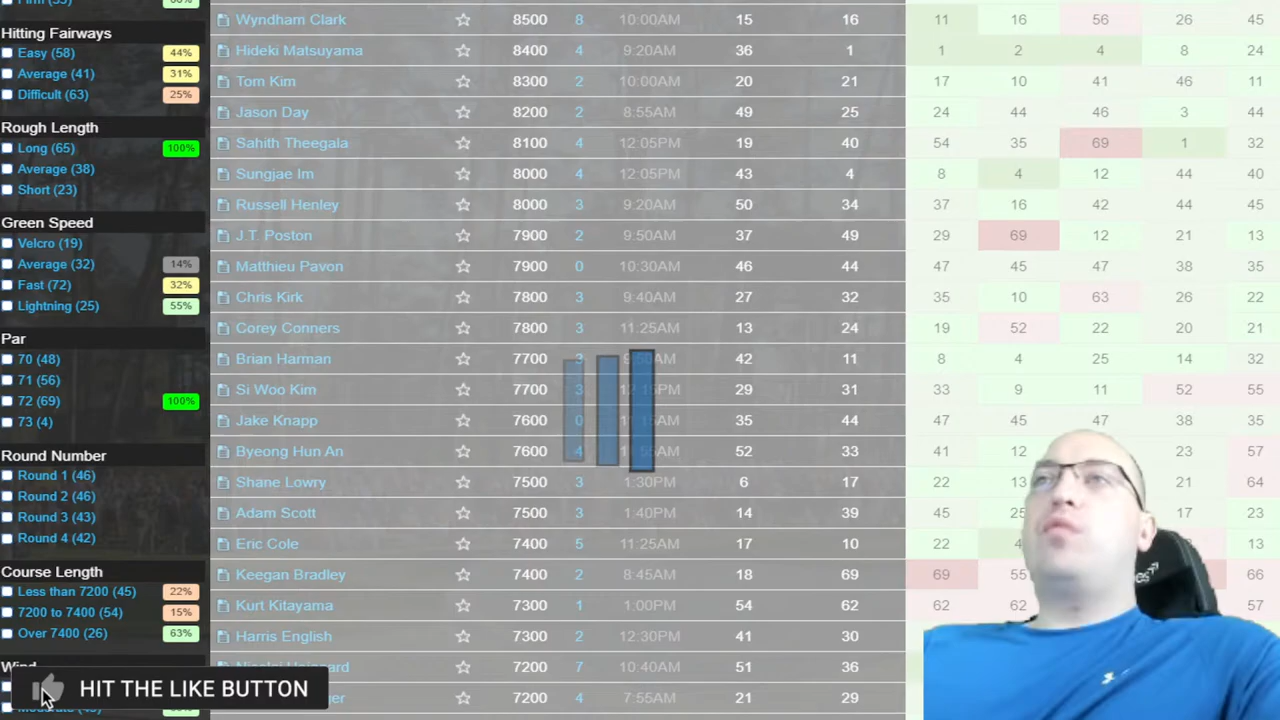 Hitting Fairways
Easy (58) 44%
Average (41) 31%
Difficult (63) 25%
Rough Length
Long (65) 100%
Average (38)
Short (23)
Green Speed
Velcro (19)
Average (32) 14%
Fast (72) 32%
Lightning (25) 55%
Par
70 (48)
71 (56)
72 (69) 100%
73 (4)
Round Number
Round 1 (46)
Round 2 (46)
Round 3 (43)
Round 4 (42)
Course Length
Less than 7200 (45) 22%
7200 to 7400 (54) 15%
Over 7400 (26) 63%
Wyndham Clark 8500 8 10:00AM 15 16 11 16 56 26 45
Hideki Matsuyama 8400 4 9:20AM 36 1 1 2 4 8 24
Tom Kim 8300 2 10:00AM 20 21 17 10 41 46 11
Jason Day 8200 2 8:55AM 49 25 24 44 46 3 44
Sahith Theegala 8100 4 12:05PM 19 40 54 35 69 1 32
Sungjae Im 8000 4 12:05PM 43 4 8 4 12 44 40
Russell Henley 8000 3 9:20AM 50 34 37 16 42 44 45
J.T. Poston 7900 2 9:50AM 37 49 29 69 12 21 13
Matthieu Pavon 7900 0 10:30AM 46 44 47 45 47 38 35
Chris Kirk 7800 3 9:40AM 27 32 35 10 63 26 22
Corey Conners 7800 3 11:25AM 13 24 19 52 22 20 21
Brian Harman 7700 3 42 11 8 4 25 14 32
Si Woo Kim 7700 3 29 31 33 9 11 52 55
Jake Knapp 7600 0 35 44 47 45 47 38 35
Byeong Hun An 7600 4 52 33 41 12 23 57
Shane Lowry 7500 3 1:30PM 6 17 22 13 21 64
Adam Scott 7500 3 1:40PM 14 39 45 17 23
Eric Cole 7400 5 11:25AM 17 10 22 13
Keegan Bradley 7400 2 8:45AM 18 69 69 55 66
Kurt Kitayama 7300 1 1:00PM 54 62 62 62 57
Harris English 7300 2 12:30PM 41 30
7200 7 10:40AM 51 36
7200 4 7:55AM 21 29
HIT THE LIKE BUTTON